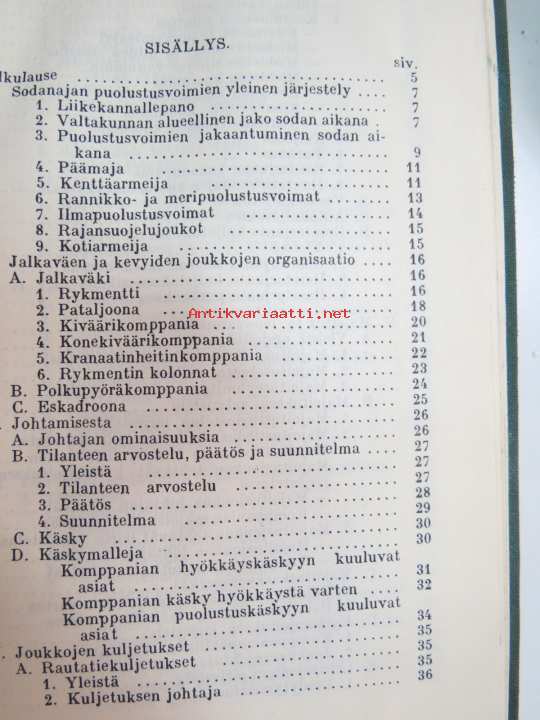 SISÄLLYS.
siv.
lkulause 5
Sodanajan puolustusvoimien yleinen järjestely 7
1. Liikekannallepano 7
2. Valtakunnan alueellinen jako sodan aikana 7
3. Puolustusvoimien jakaantuminen sodan ai-
kana 9
4. Päämaja 11
5. Kenttäarmeija 11
6. Rannikko- ja meripuolustusvoimat 13
7. Ilmapuolustusvoimat 14
8. Rajansuojelujoukot 15
9. Kotiarmeija 15
Jalkaväen ja kevyiden joukkojen organisaatio 16
A. Jalkaväki 16
1. Rykmentti 16
2. Pataljoona 18
Antikvariaatti.net
3. Kiväärikomppania 20
4. Konekiväärikomppania 21
5. Kranaatinheitinkomppania 22
6. Rykmentin kolonnat 23
B. Polkupyöräkomppania 24
C. Eskadroona 25
Johtamisesta 26
A. Johtajan ominaisuuksia 26
B. Tilanteen arvostelu, päätös ja suunnitelma 27
1. Yleistä 27
2. Tilanteen arvostelu 27
3. Päätös 28
4. Suunnitelma 29
C. Käsky 30
D. Käskymalleja 30
Komppanian hyökkäyskäskyyn kuuluvat
asiat 31
Komppanian käsky hyökkäystä varten 32
Komppanian puolustuskäskyyn kuuluvat
asiat 34
Joukkojen kuljetukset 35
A. Rautatiekuljetukset 35
1. Yleistä 35
2. Kuljetuksen johtaja 36